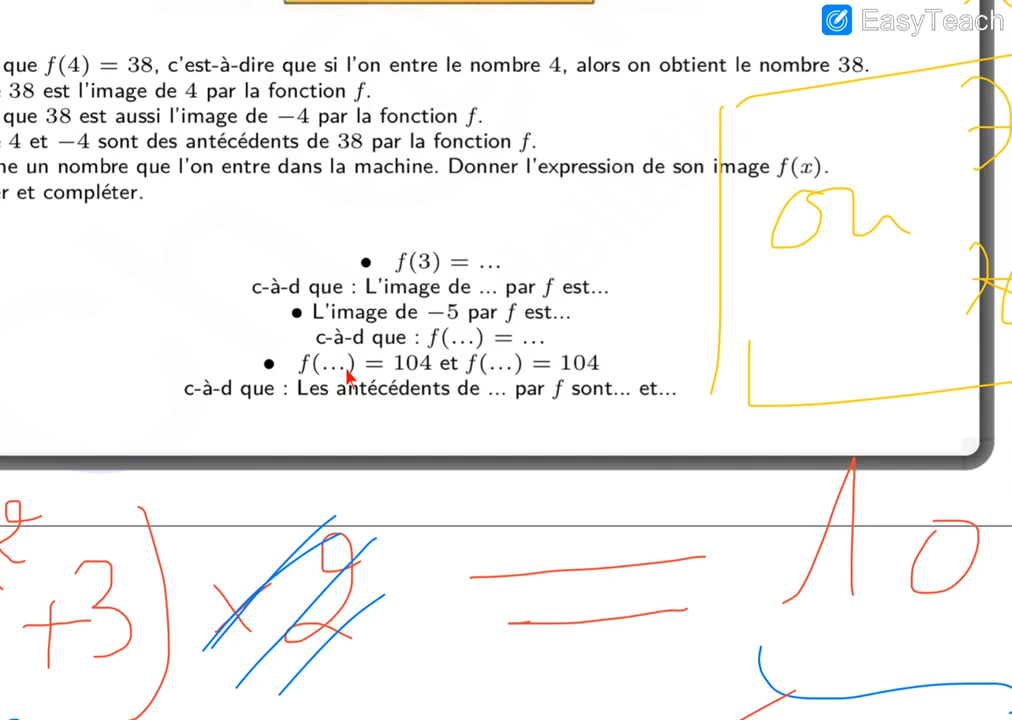 EasyTeach
que f(4) = 38, c'est-à-dire que si l'on entre le nombre 4, alors on obtient le nombre 38.
38 est l'image de 4 par la fonction f.
que 38 est aussi l'image de −4 par la fonction f.
4 et −4 sont des antécédents de 38 par la fonction f.
un nombre que l'on entre dans la machine. Donner l'expression de son image f(x).
et compléter.
on
• f(3) = ...
c-à-d que : L'image de ... par f est...
• L'image de −5 par f est...
c-à-d que : f(...) = ...
• f(...) = 104 et f(...) = 104
c-à-d que : Les antécédents de ... par f sont... et...
2
+3) × 2 = 10